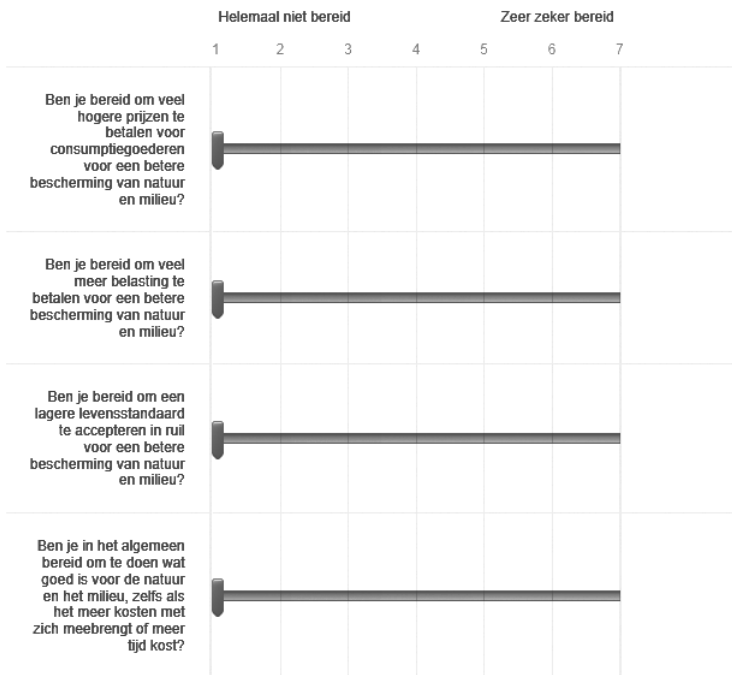 Helemaal niet bereid Zeer zeker bereid
1 2 3 4 5 6 7
Ben je bereid om veel
hogere prijzen te
betalen voor
consumptiegoederen
voor een betere
bescherming van natuur
en milieu?
Ben je bereid om veel
meer belasting te
betalen voor een betere
bescherming van natuur
en milieu?
Ben je bereid om een
lagere levensstandaard
te accepteren in ruil
voor een betere
bescherming van natuur
en milieu?
Ben je in het algemeen
bereid om te doen wat
goed is voor de natuur
en het milieu, zelfs als
het meer kosten met
zich meebrengt of meer
tijd kost?